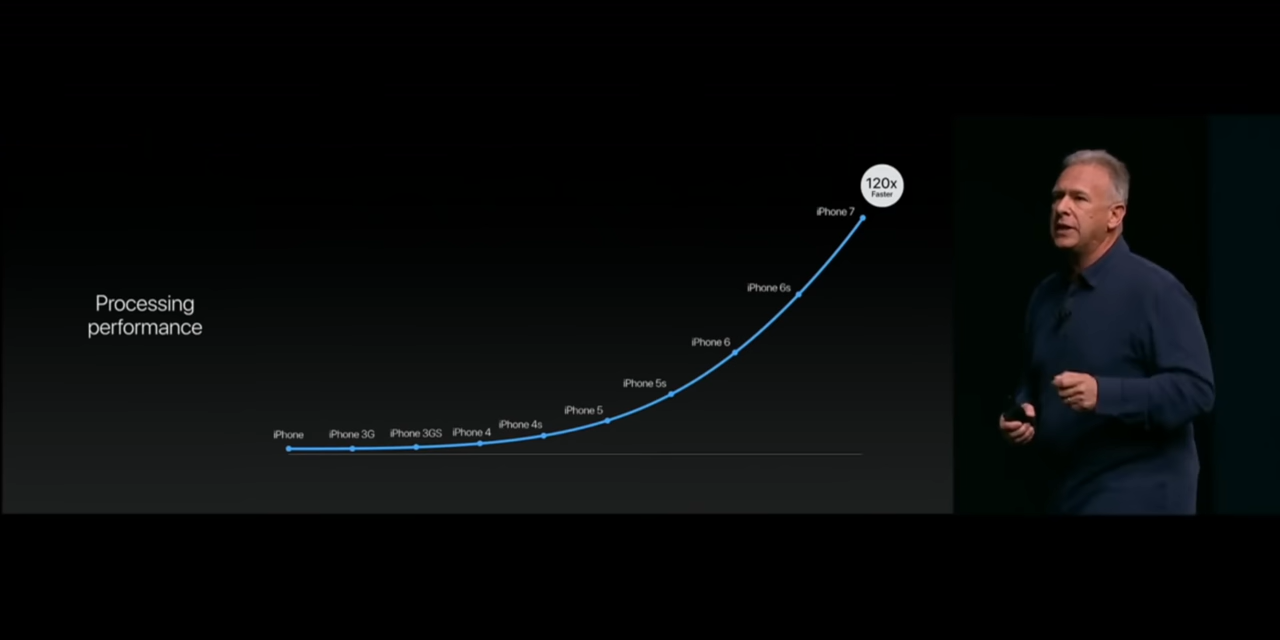 Processing
performance
120x
Faster
iPhone 7
iPhone 6s
iPhone 6
iPhone 5s
iPhone 5
iPhone 4s
iPhone
iPhone 3G
iPhone 3GS
iPhone 4